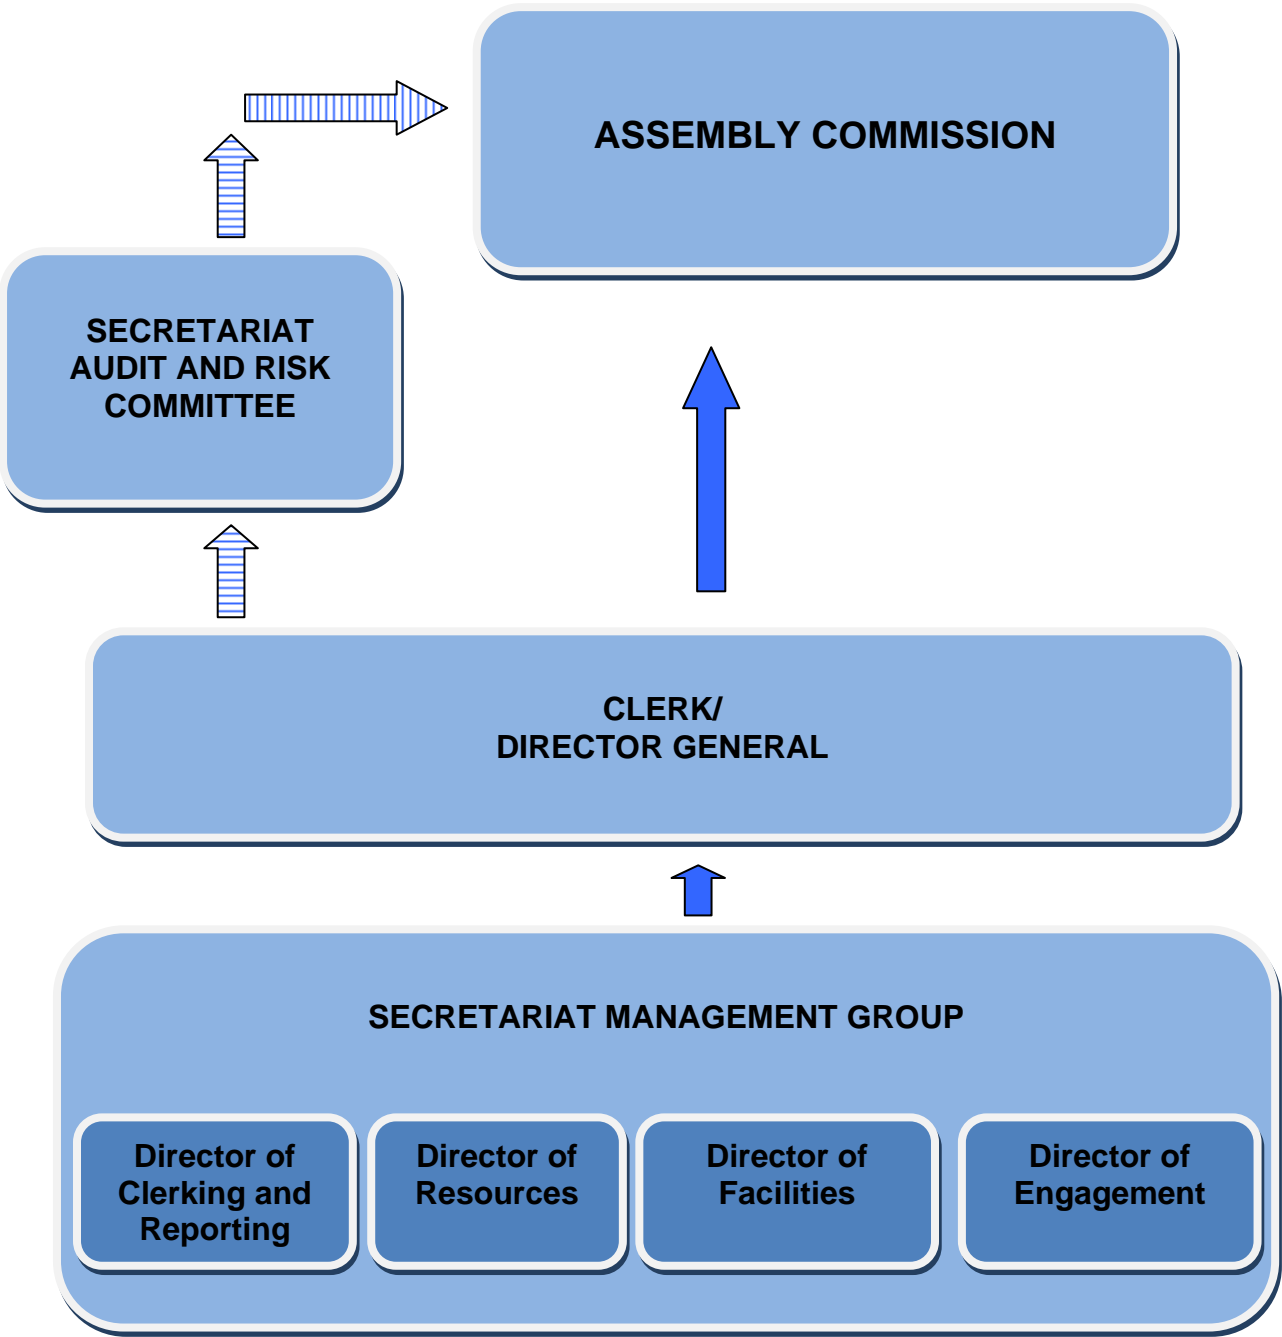 ASSEMBLY COMMISSION
SECRETARIAT
AUDIT AND RISK
COMMITTEE
CLERK/
DIRECTOR GENERAL
SECRETARIAT MANAGEMENT GROUP
Director of
Clerking and
Reporting
Director of
Resources
Director of
Facilities
Director of
Engagement